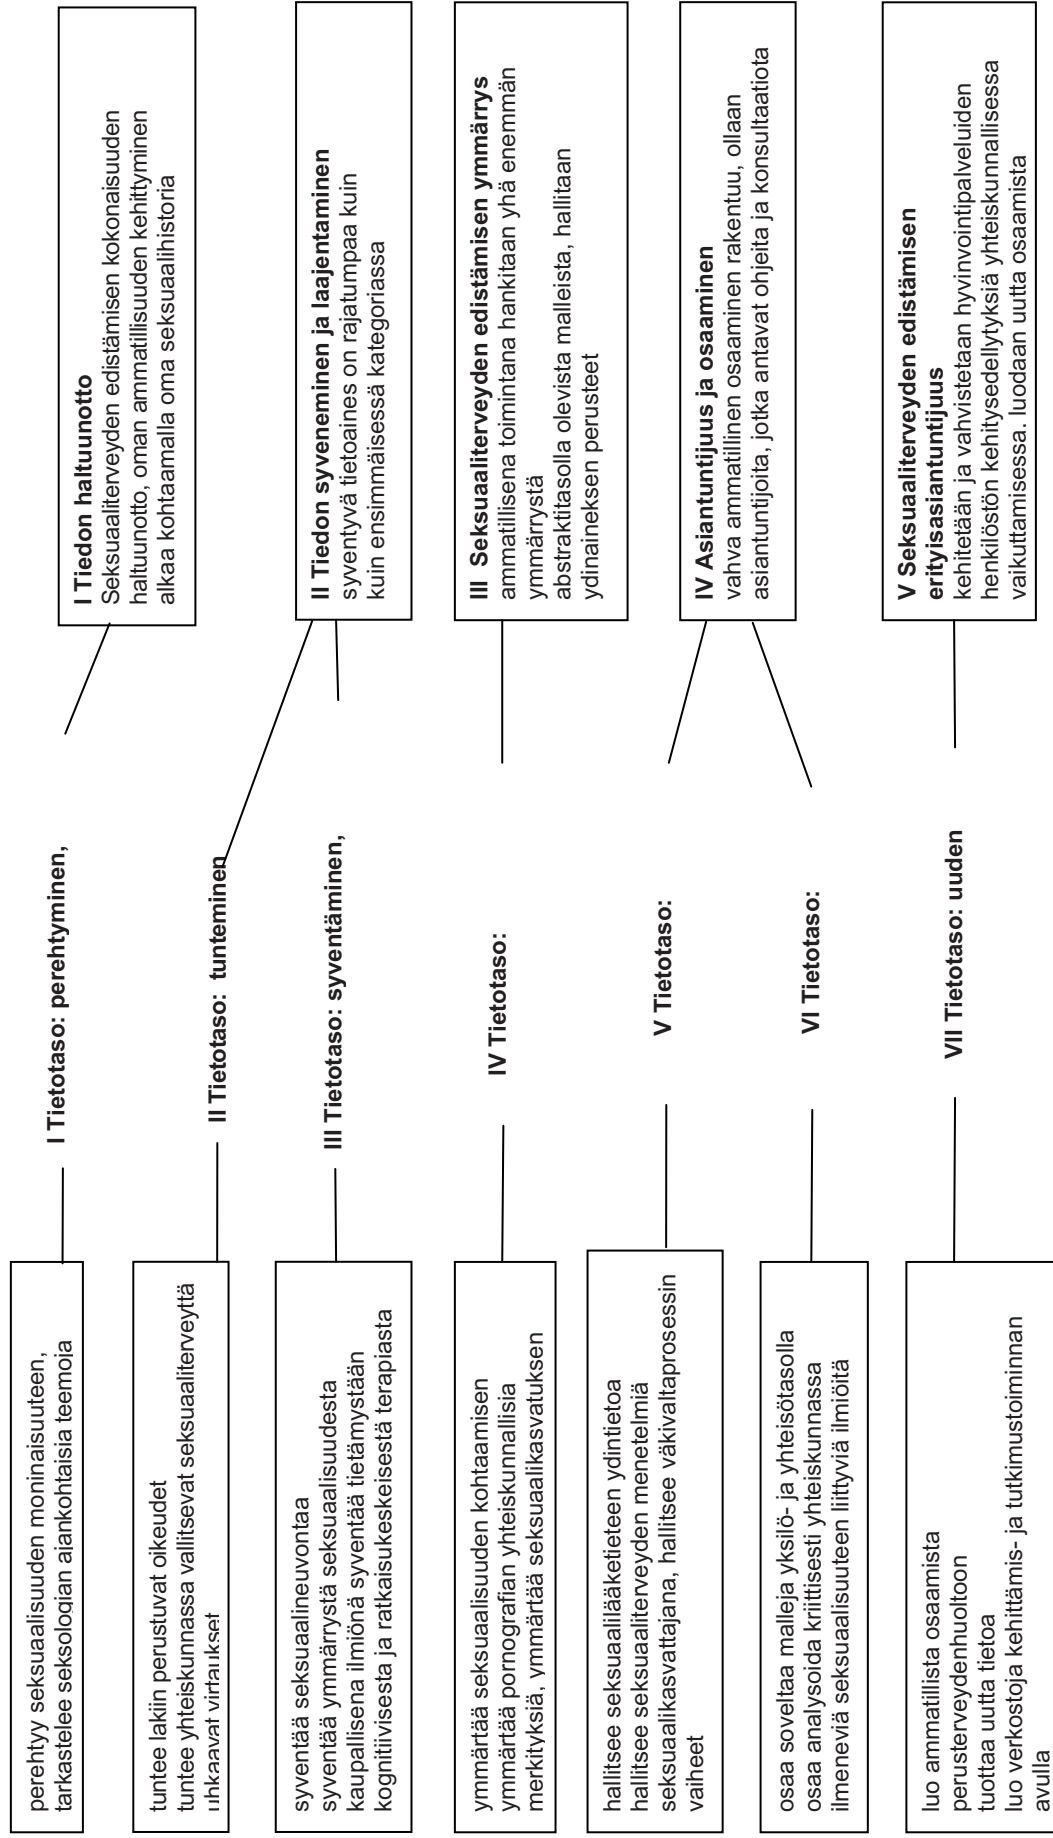 perehtyy seksuaalisuuden moninaisuuteen,
tarkastelee seksologian ajankohtaisia teemoja
I Tietotaso: perehtyminen,
I Tiedon haltuunotto
Seksuaaliterveyden edistämisen kokonaisuuden
haltuunotto, oman ammatillisuuden kehittyminen
alkaa kohtaamalla oma seksuaalihistoria
tuntee lakiin perustuvat oikeudet
tuntee yhteiskunnassa vallitsevat seksuaaliterveyttä
uhkaavat virtaukset
II Tietotaso: tunteminen
II Tiedon syveneminen ja laajentaminen
syventyvä tietoaines on rajatumpaa kuin
kuin ensimmäisessä kategoriassa
syventää seksuaalineuvontaa
syventää ymmärrystä seksuaalisuudesta
kaupallisena ilmiönä syventää tietämystään
kognitiivisesta ja ratkaisukeskeisestä terapiasta
III Tietotaso: syventäminen,
ymmärtää seksuaalisuuden kohtaamisen
ymmärtää pornografian yhteiskunnallisia
merkityksiä, ymmärtää seksuaalikasvatuksen
IV Tietotaso:
III Seksuaaliterveyden edistämisen ymmärrys
ammatillisena toimintana hankitaan yhä enemmän
ymmärrystä
abstraktitasolla olevista malleista, hallitaan
ydinaineksen perusteet
hallitsee seksuaalilääketieteen ydintietoa
hallitsee seksuaaliterveyden menetelmiä
seksuaalikasvattajana, hallitsee väkivaltaprosessin
vaiheet
V Tietotaso:
IV Asiantuntijuus ja osaaminen
vahva ammatillinen osaaminen rakentuu, ollaan
asiantuntijoita, jotka antavat ohjeita ja konsultaatiota
osaa soveltaa malleja yksilö- ja yhteisötasolla
osaa analysoida kriittisesti yhteiskunnassa
ilmeneviä seksuaalisuuteen liittyviä ilmiöitä
VI Tietotaso:
luo ammatillista osaamista
perusterveydenhuoltoon
tuottaa uutta tietoa
luo verkostoja kehittämis- ja tutkimustoiminnan
avulla
VII Tietotaso: uuden
V Seksuaaliterveyden edistämisen
erityisasiantuntijuus
kehitetään ja vahvistetaan hyvinvointipalveluiden
henkilöstön kehitysedellytyksiä yhteiskunnallisessa
vaikuttamisessa. luodaan uutta osaamista